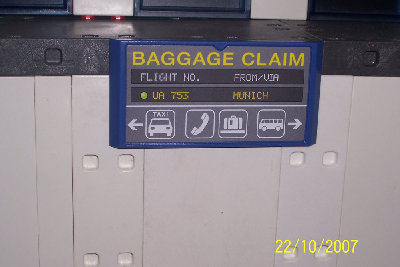 BAGGAGE CLAIM
FLIGHT NO. FROM/VIA
UA 753 MUNICH
TAXI
22/10/2007